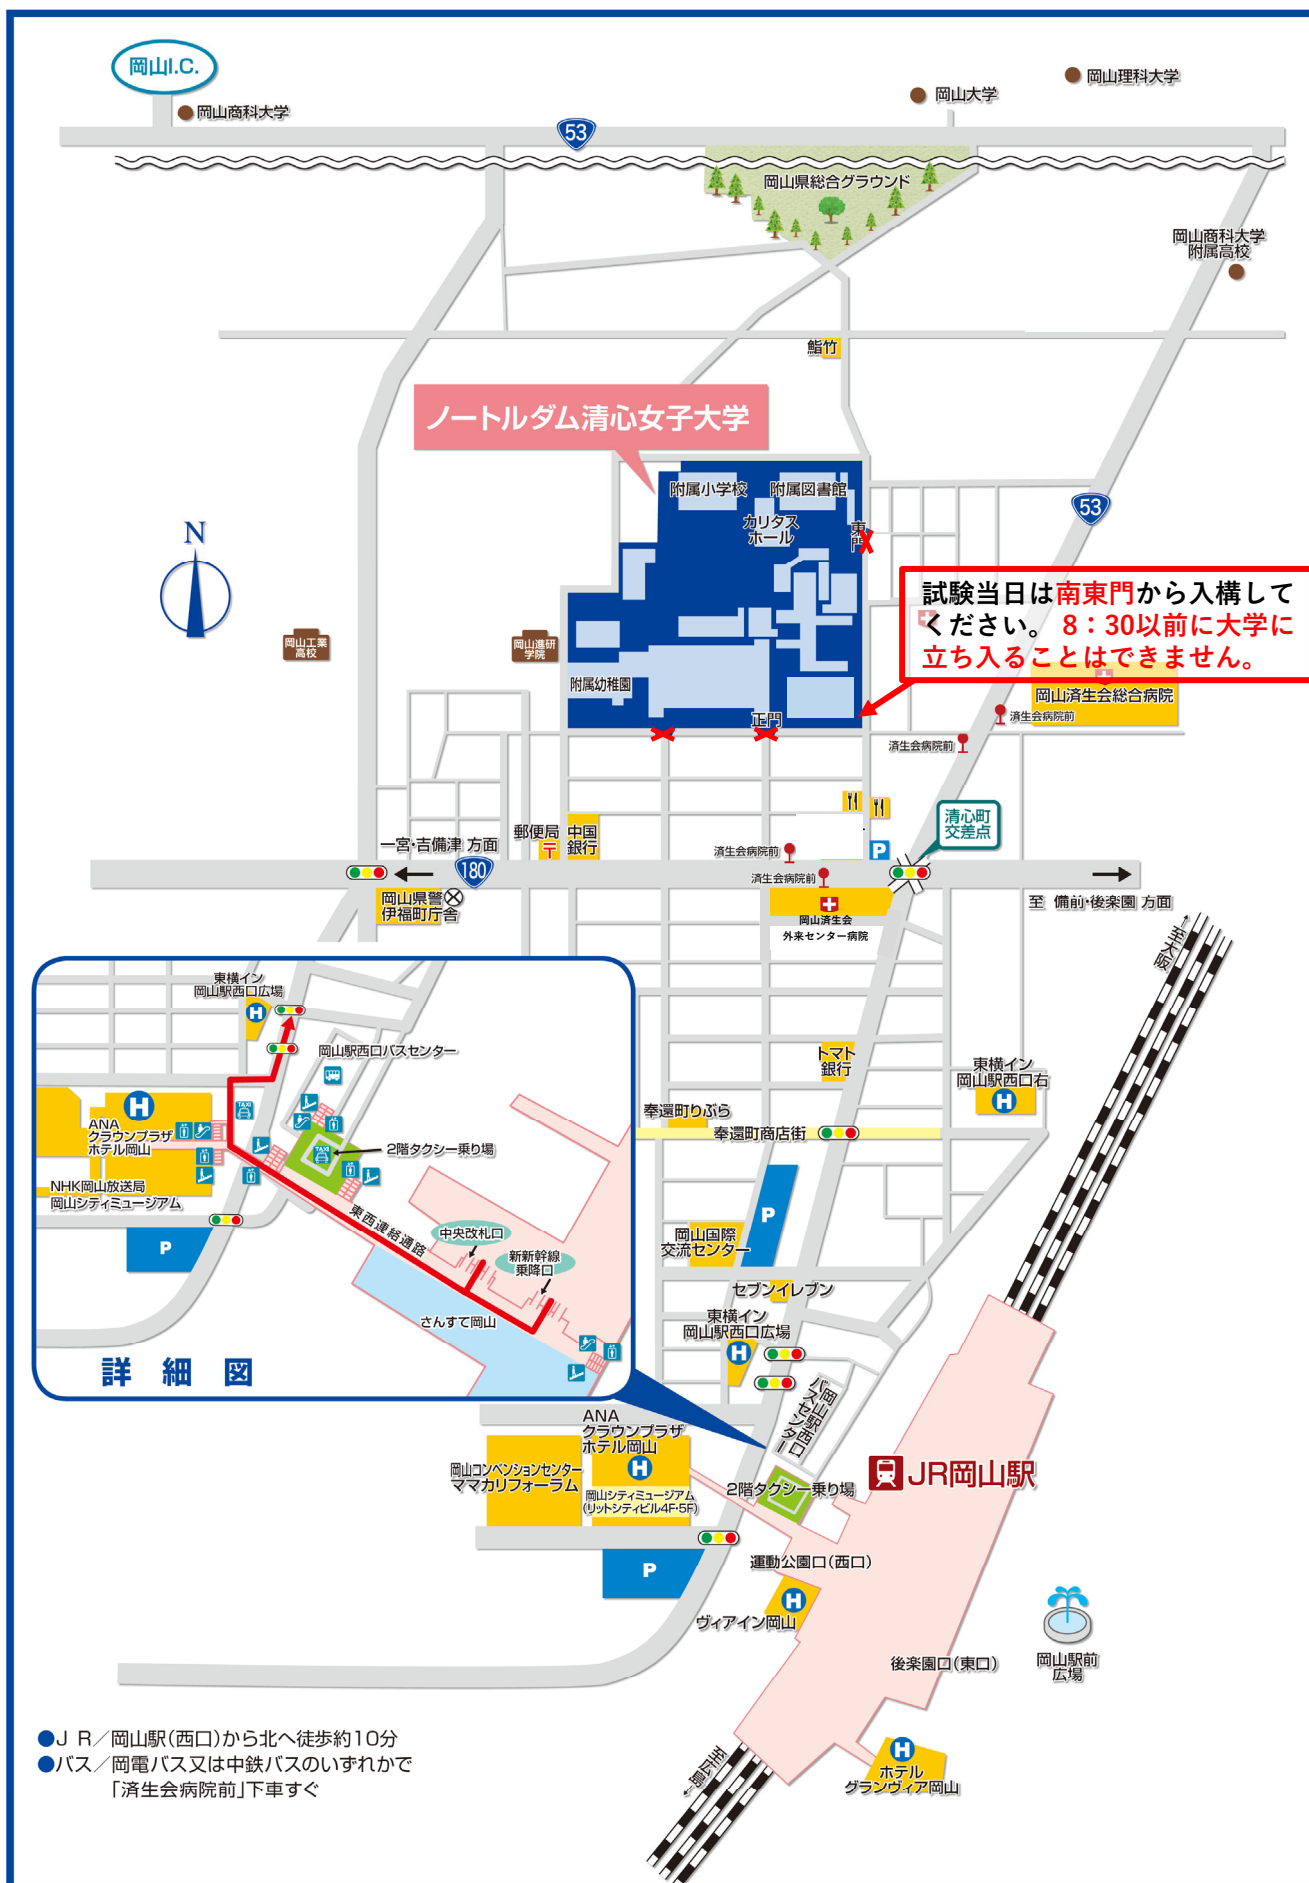 岡山I.C.
岡山商科大学
53
岡山大学
岡山理科大学
岡山県総合グラウンド
岡山商科大学
附属高校
鮨竹
ノートルダム清心女子大学
附属小学校
附属図書館
カリタス
ホール
東門
53
N
試験当日は南東門から入構して
ください。 8：30以前に大学に
立ち入ることはできません。
岡山工業
高校
岡山進研
学院
附属幼稚園
正門
岡山済生会総合病院
済生会病院前
済生会病院前
清心町
交差点
郵便局
中国
銀行
一宮・吉備津 方面
180
済生会病院前
P
済生会病院前
岡山県警
伊福町庁舎
岡山済生会
外来センター病院
至 備前・後楽園 方面
至大阪
東横イン
岡山駅西口広場
H
岡山駅西口バスセンター
TAXI
H
ANA
クラウンプラザ
ホテル岡山
TAXI
2階タクシー乗り場
NHK岡山放送局
岡山シティミュージアム
東西連絡通路
中央改札口
新新幹線
乗降口
P
さんすて岡山
詳細図
トマト
銀行
東横イン
岡山駅西口右
H
奉還町りぶら
奉還町商店街
P
岡山国際
交流センター
セブンイレブン
東横イン
岡山駅西口広場
H
岡山駅西口
バスセンター
ANA
クラウンプラザ
ホテル岡山
H
岡山コンベンションセンター
ママカリフォーラム
岡山シティミュージアム
(リットシティビル4F・5F)
2階タクシー乗り場
JR岡山駅
P
運動公園口(西口)
H
ヴィアイン岡山
後楽園口(東口)
岡山駅前
広場
●J R／岡山駅(西口)から北へ徒歩約10分
●バス／岡電バス又は中鉄バスのいずれかで
「済生会病院前」下車すぐ
至広島
H
ホテル
グランヴィア岡山